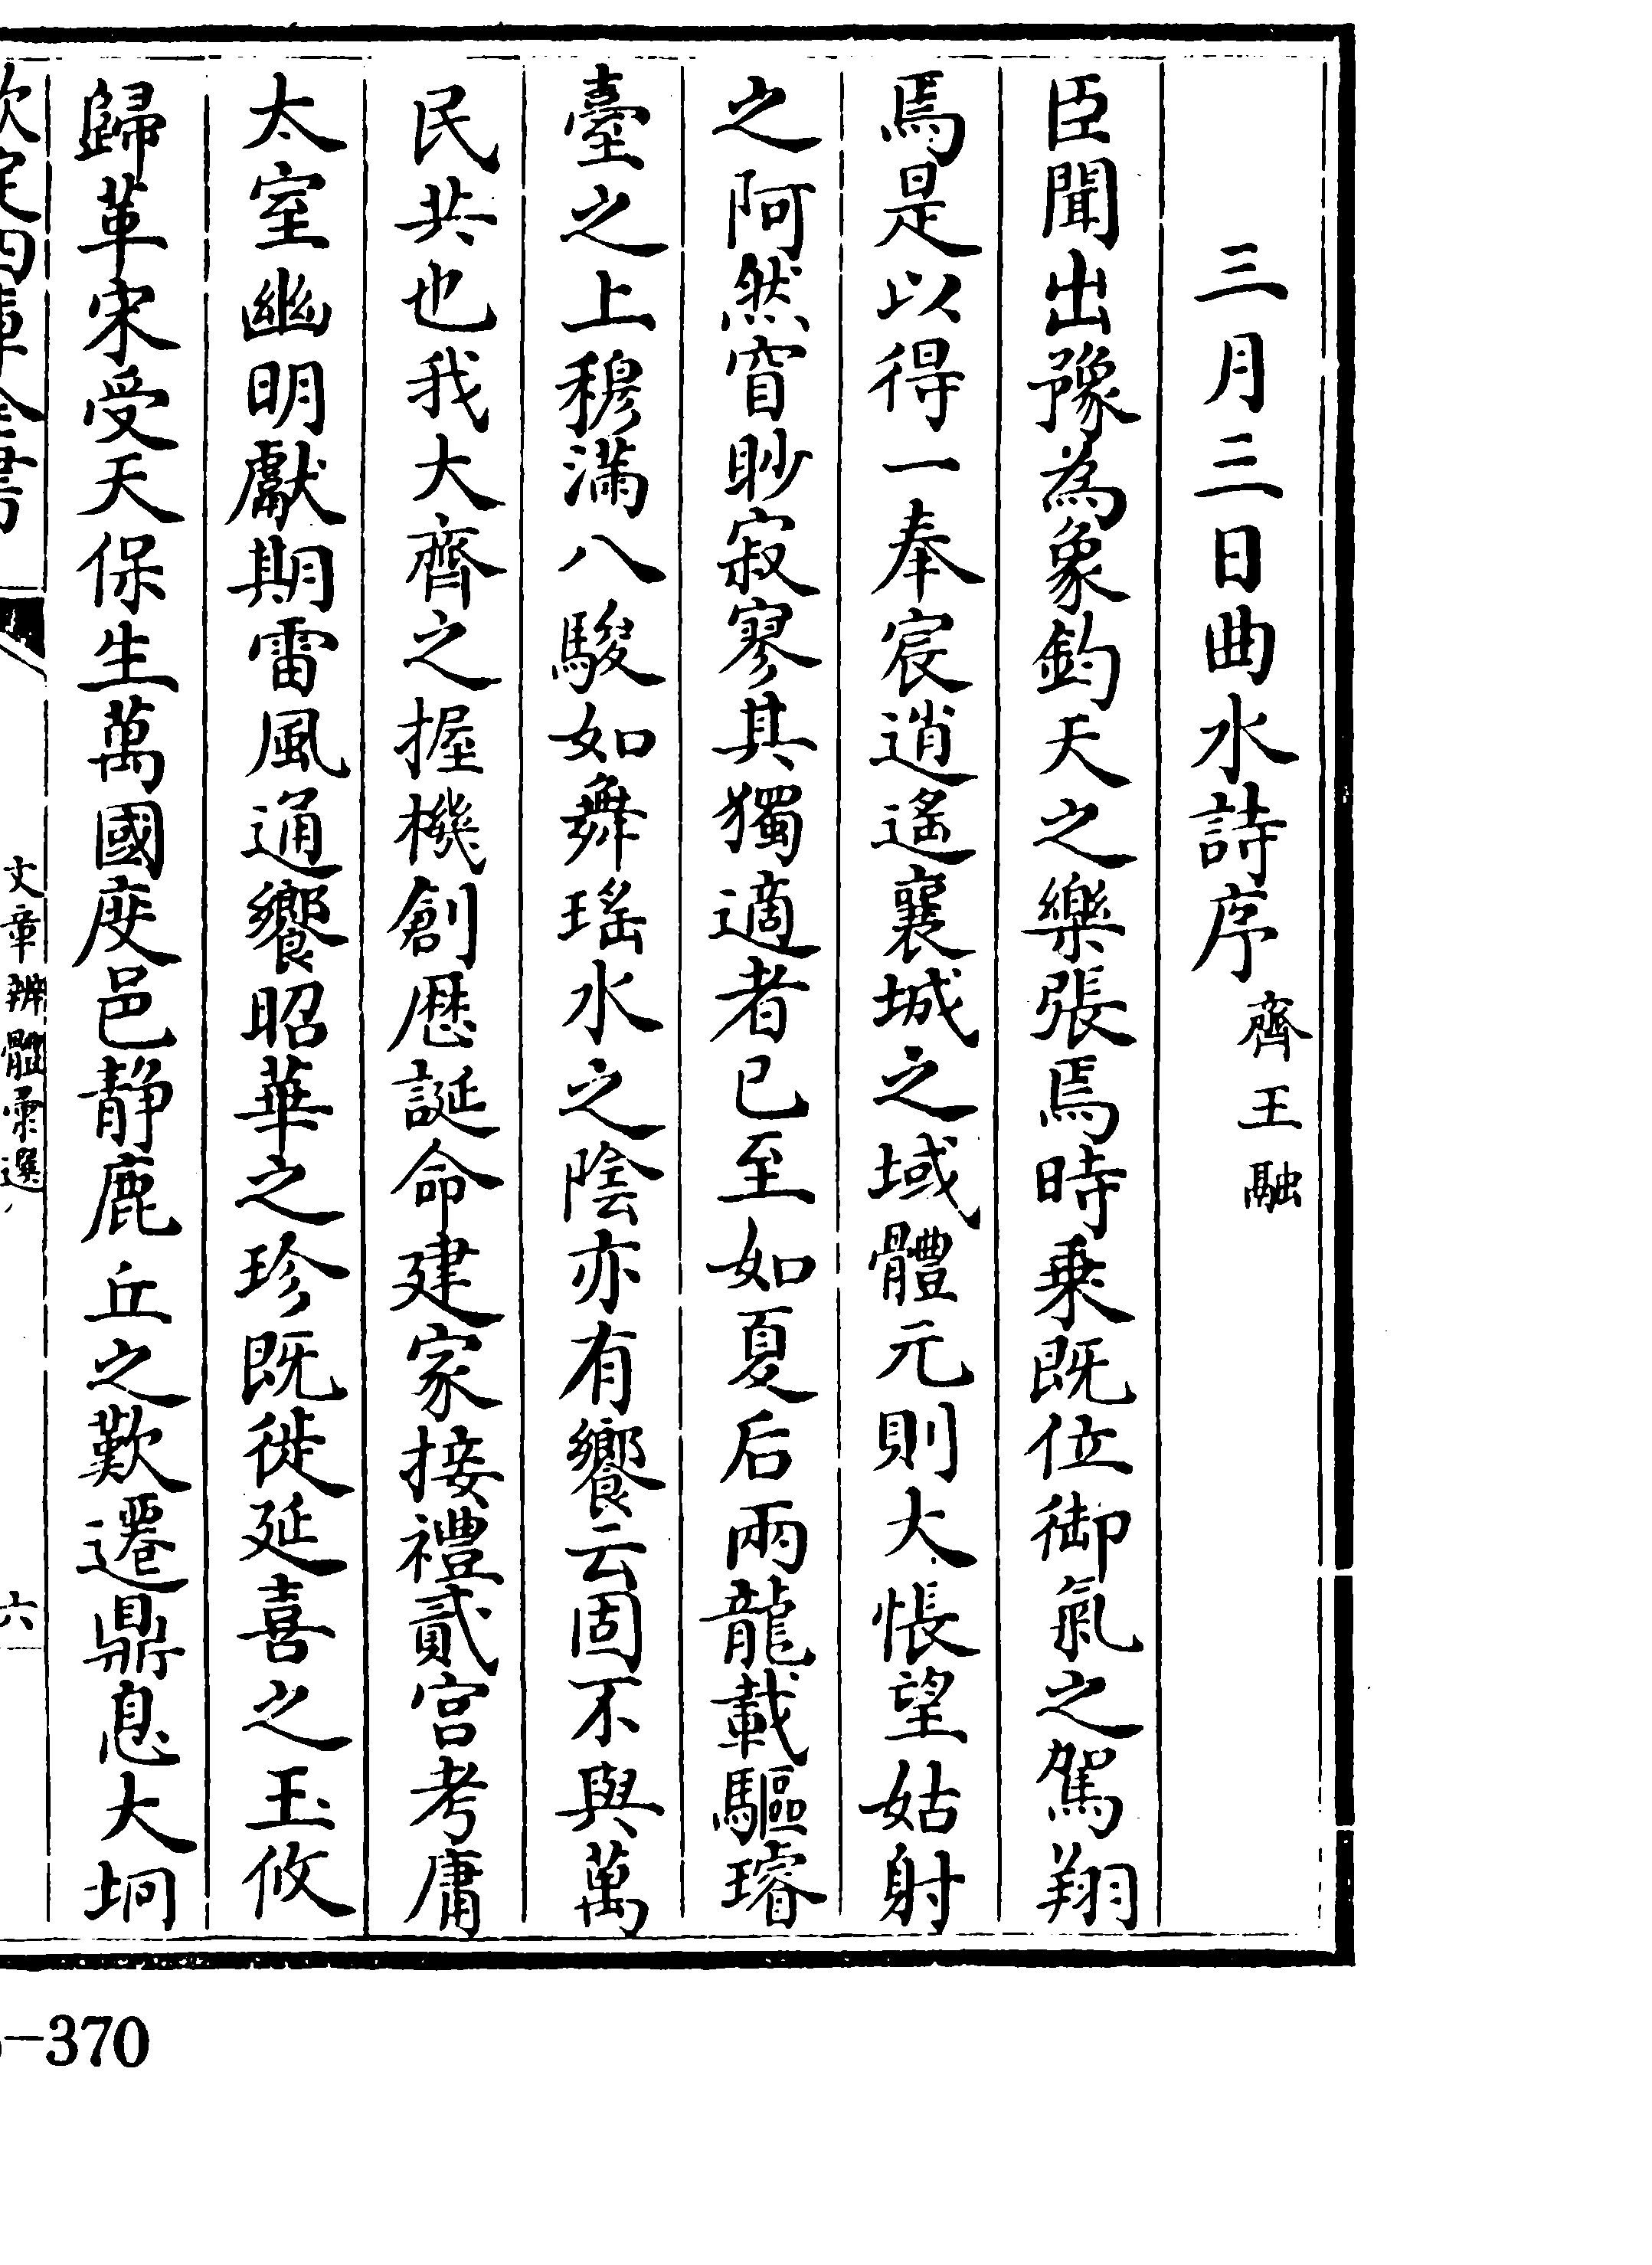 三月三日曲水詩序 齊王融
臣聞出豫為象鈞天之樂張焉時乗既位御氣之駕翔
焉是以得一奉宸逍遙襄城之域體元則大悵望姑射
之阿然窅眇寂寥其獨適者已至如夏后兩龍載驅璿
臺之上穆滿八駿如舞瑤水之陰亦有饗云固不與萬
民共也我大齊之握機創歴誕命建家接禮貳宮考庸
太室幽明獻期雷風通饗昭華之珍既徙延喜之玉攸
歸革宋受天保生萬國度邑静鹿丘之歎遷鼎息大坰
欽定四庫全書
文章辨體彙選
六
-370